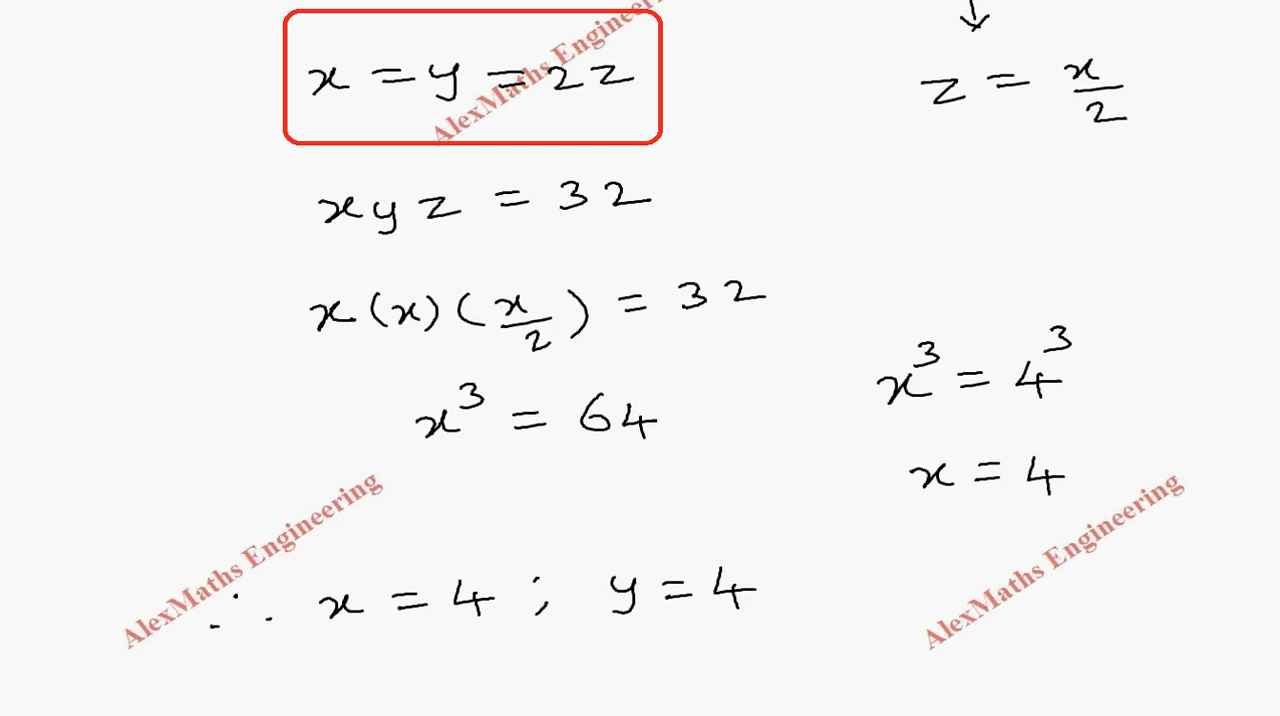 x = y = 2z
z = x/2
xyz = 32
x(x)(x/2) = 32
x³ = 4³
x³ = 64
x = 4
∴ x = 4 ; y = 4
AlexMaths Engineering
AlexMaths Engineering
AlexMaths Engineering